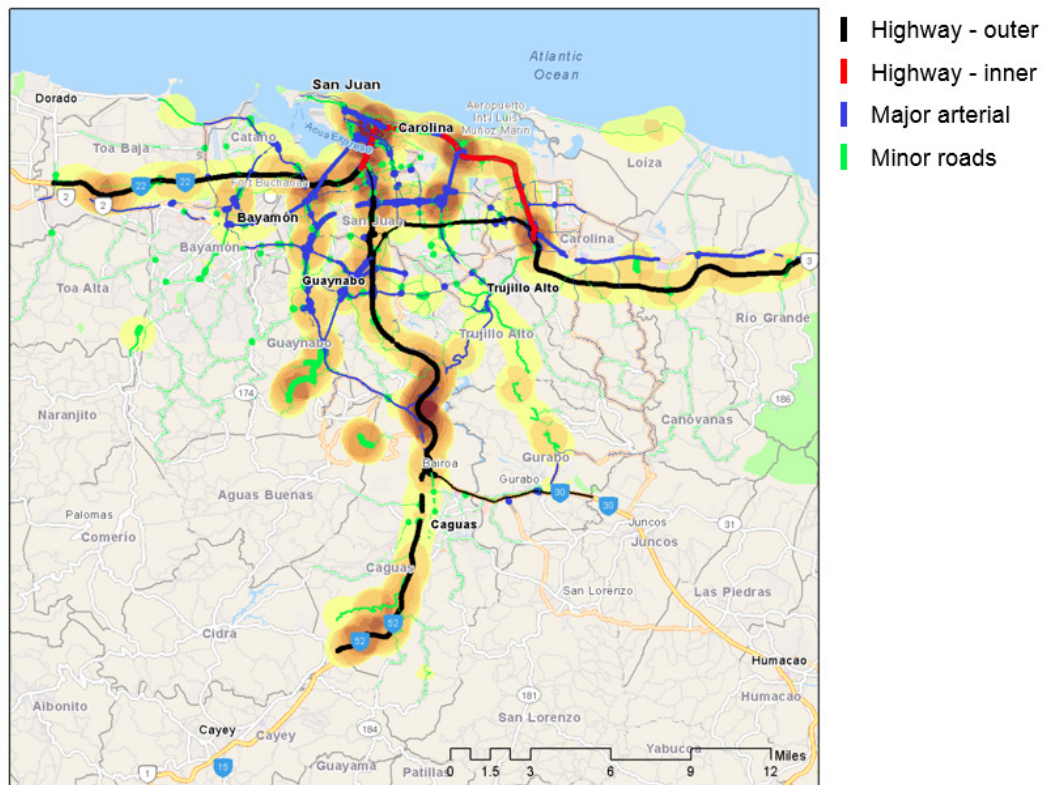 Atlantic
Ocean
San Juan
Dorado
Aeropuerto
Int'l Luis
Muñoz Marin
Carolina
Agua Expreso
Cataño
Toa Baja
Loíza
22
22
Fort Buchanan
2
2
Bayamón
San Juan
Carolina
Bayamón
3
Guaynabo
Trujillo Alto
Toa Alta
Río Grande
Trujillo Alto
Guaynabo
174
186
Naranjito
Canóvanas
Gurabo
Bairoa
Aguas Buenas
Gurabo
30
30
Palomas
Comerío
Caguas
Juncos
Juncos
31
Caguas
San Lorenzo
Las Piedras
52
52
Cidra
Humacao
Humacao
181
Aibonito
Cayey
Cayey
184
San Lorenzo
Yabucoa
15
1
Guayama
Patillas
Miles
0 1.5 3 6 9 12
Highway - outer
Highway - inner
Major arterial
Minor roads